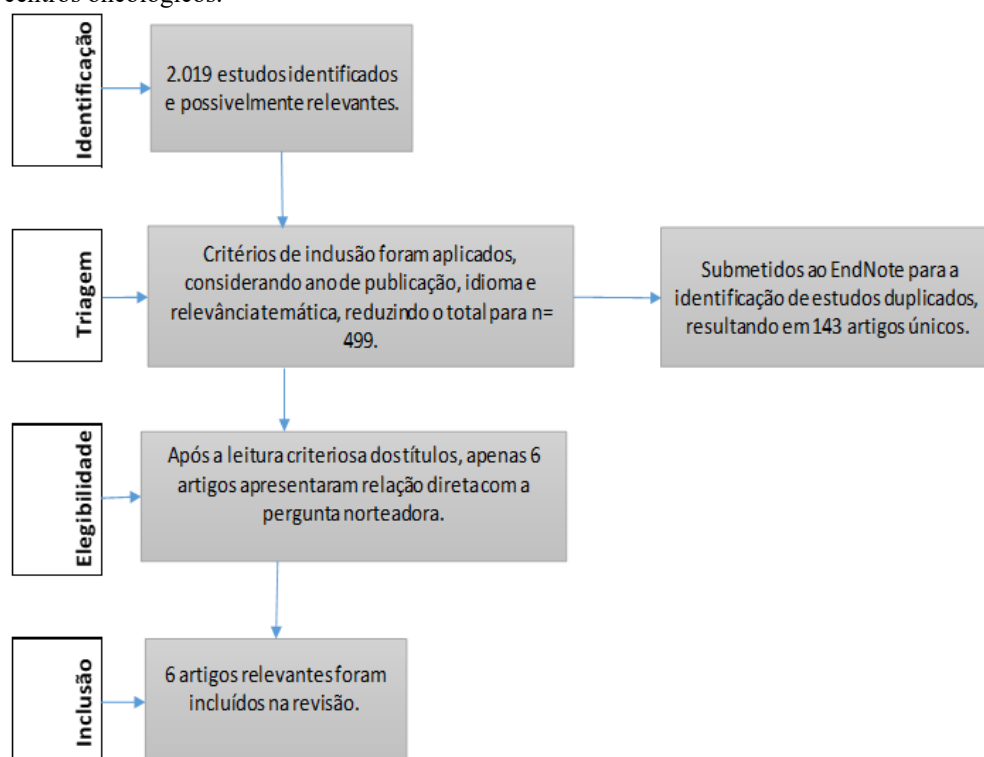 centros oncológicos.
Identificação
2.019 estudos identificados
e possivelmente relevantes.
Triagem
Critérios de inclusão foram aplicados,
considerando ano de publicação, idioma e
relevância temática, reduzindo o total para n=
499.
Submetidos ao EndNote para a
identificação de estudos duplicados,
resultando em 143 artigos únicos.
Elegibilidade
Após a leitura criteriosa dos títulos, apenas 6
artigos apresentaram relação direta com a
pergunta norteadora.
Inclusão
6 artigos relevantes foram
incluídos na revisão.